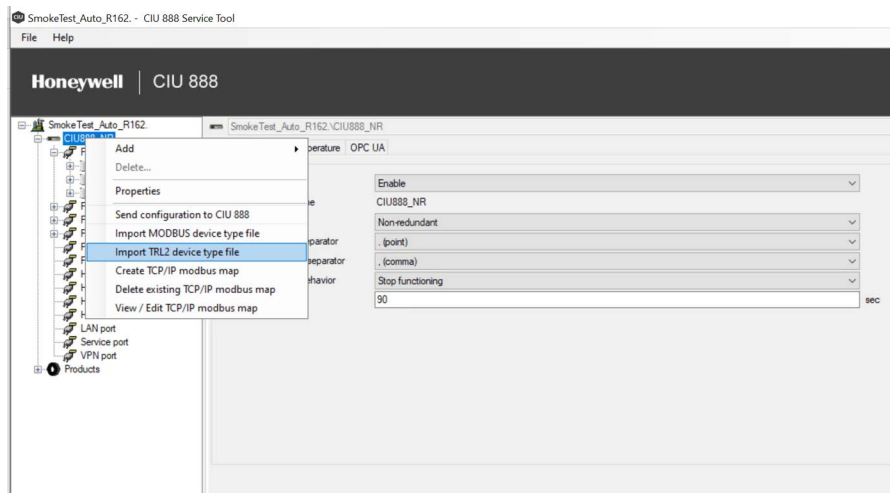 SmokeTest_Auto_R162. - CIU 888 Service Tool
File Help
Honeywell | CIU 888
SmokeTest_Auto_R162.
CIU888_NR
LAN port
Service port
VPN port
Products
Add
Delete...
Properties
Send configuration to CIU 888
Import MODBUS device type file
Import TRL2 device type file
Create TCP/IP modbus map
Delete existing TCP/IP modbus map
View / Edit TCP/IP modbus map
SmokeTest_Auto_R162.\CIU888_NR
OPC UA
Enable
CIU888_NR
Non-redundant
. (point)
, (comma)
Stop functioning
90 sec